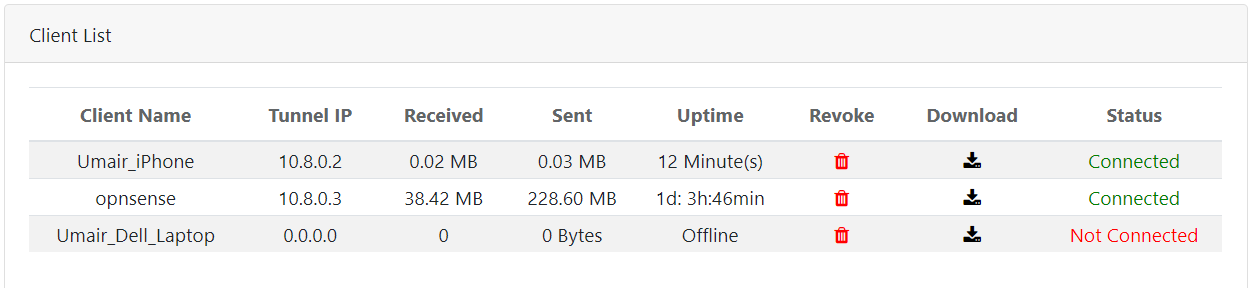 Client List
Client Name Tunnel IP Received Sent Uptime Revoke Download Status
Umair_iPhone 10.8.0.2 0.02 MB 0.03 MB 12 Minute(s) Connected
opnsense 10.8.0.3 38.42 MB 228.60 MB 1d: 3h:46min Connected
Umair_Dell_Laptop 0.0.0.0 0 0 Bytes Offline Not Connected